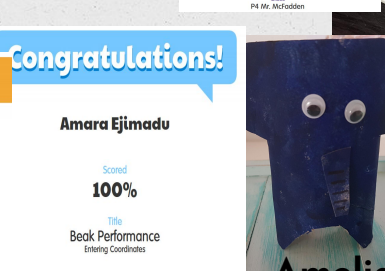 P4 Mr. McFadden
Congratulations!
Amara Ejimadu
Scored
100%
Title
Beak Performance
Entering Coordinates